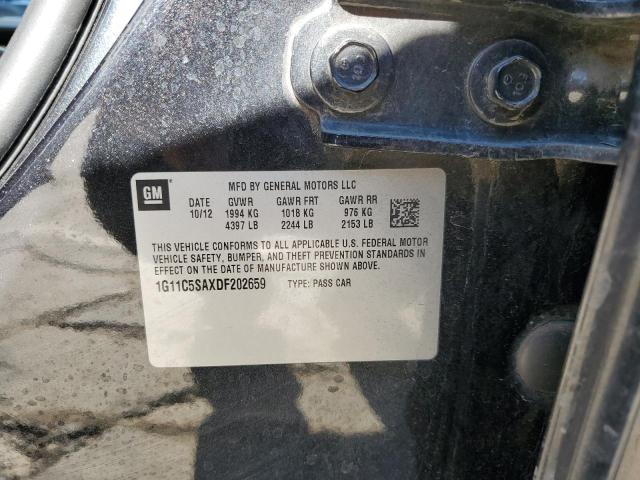 GM
MFD BY GENERAL MOTORS LLC
DATE GVWR GAWR FRT GAWR RR
10/12 1994 KG 1018 KG 976 KG
4397 LB 2244 LB 2153 LB
THIS VEHICLE CONFORMS TO ALL APPLICABLE U.S. FEDERAL MOTOR
VEHICLE SAFETY, BUMPER, AND THEFT PREVENTION STANDARDS IN
EFFECT ON THE DATE OF MANUFACTURE SHOWN ABOVE.
1G11C5SAXDF202659 TYPE: PASS CAR